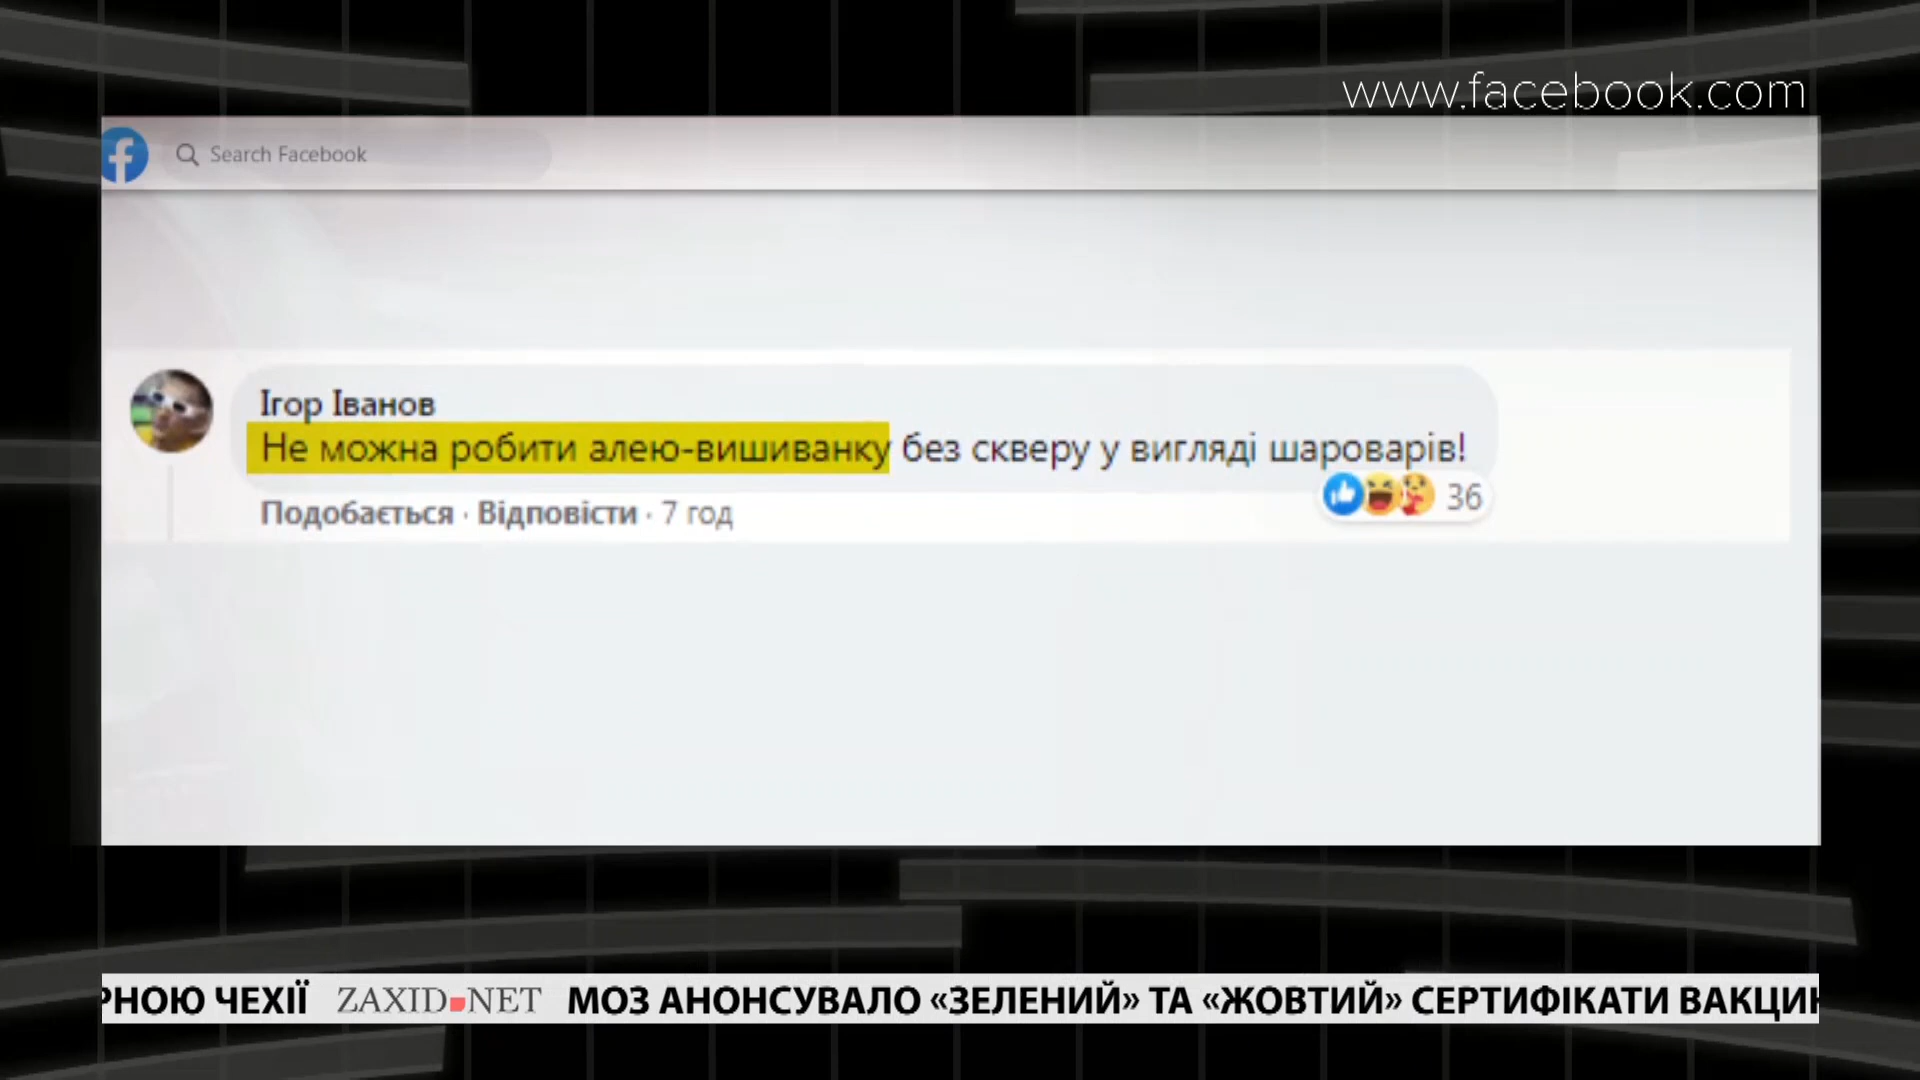 www.facebook.com
Search Facebook
Ігор Іванов
Не можна робити алею-вишиванку без скверу у вигляді шароварів!
Подобається · Відповісти · 7 год
36
РНОЮ ЧЕХІЇ ZAXID.NET МОЗ АНОНСУВАЛО «ЗЕЛЕНИЙ» ТА «ЖОВТИЙ» СЕРТИФІКАТИ ВАКЦИ